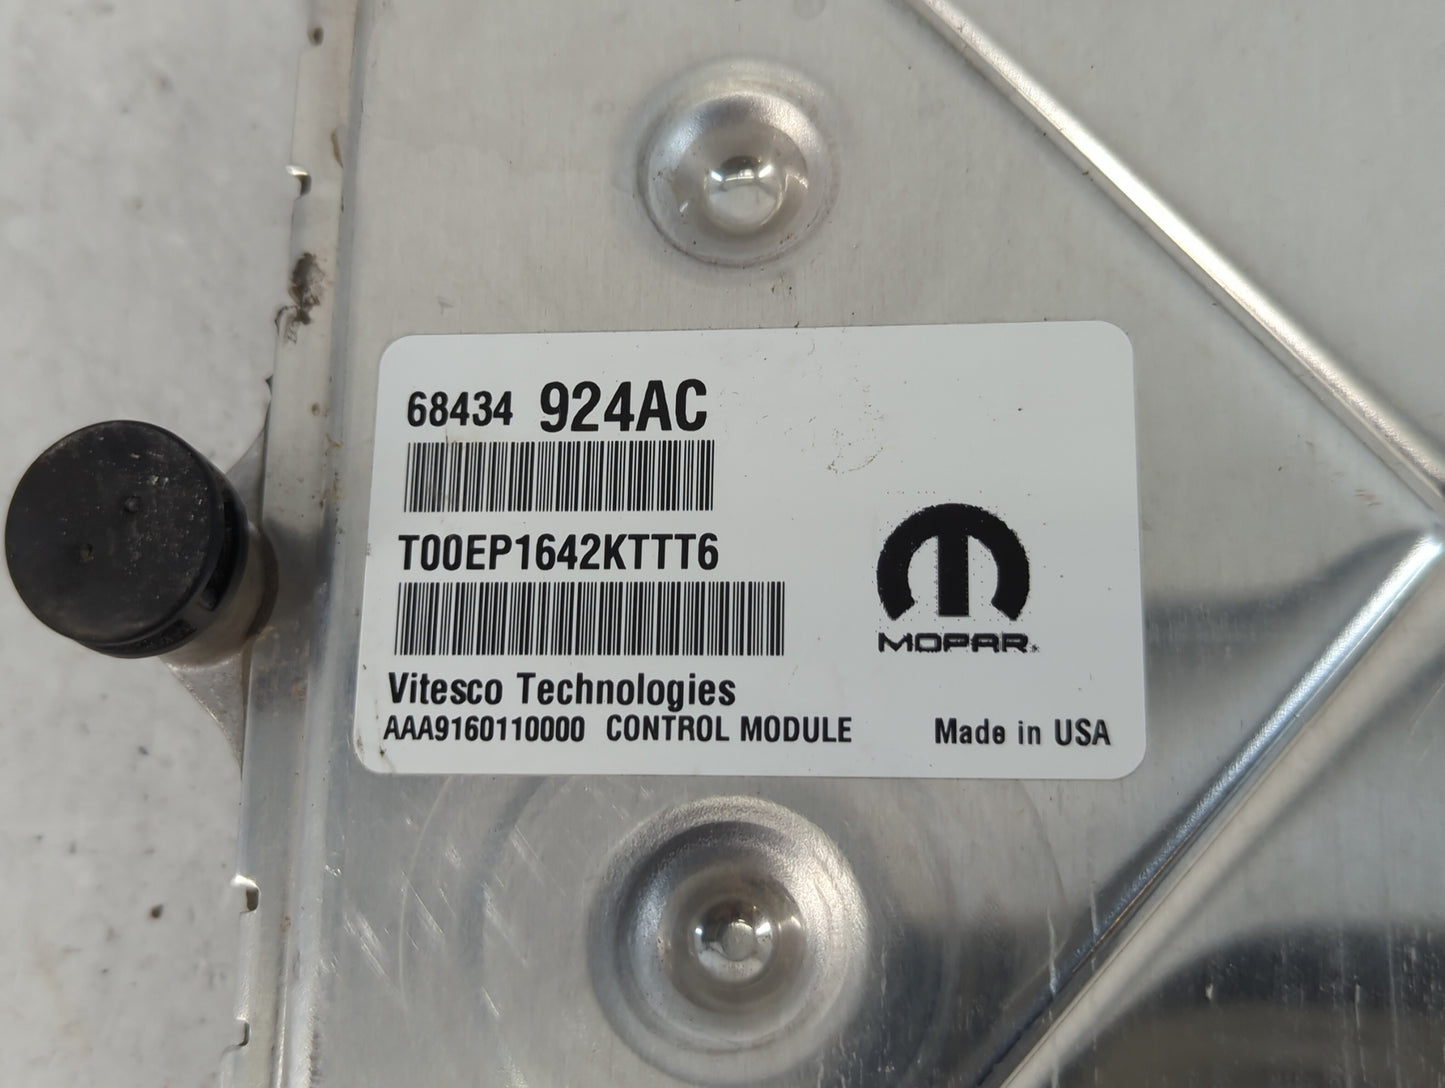 68434 924AC
T00EP1642KTTT6
MOPAR
Vitesco Technologies
AAA9160110000 CONTROL MODULE Made in USA